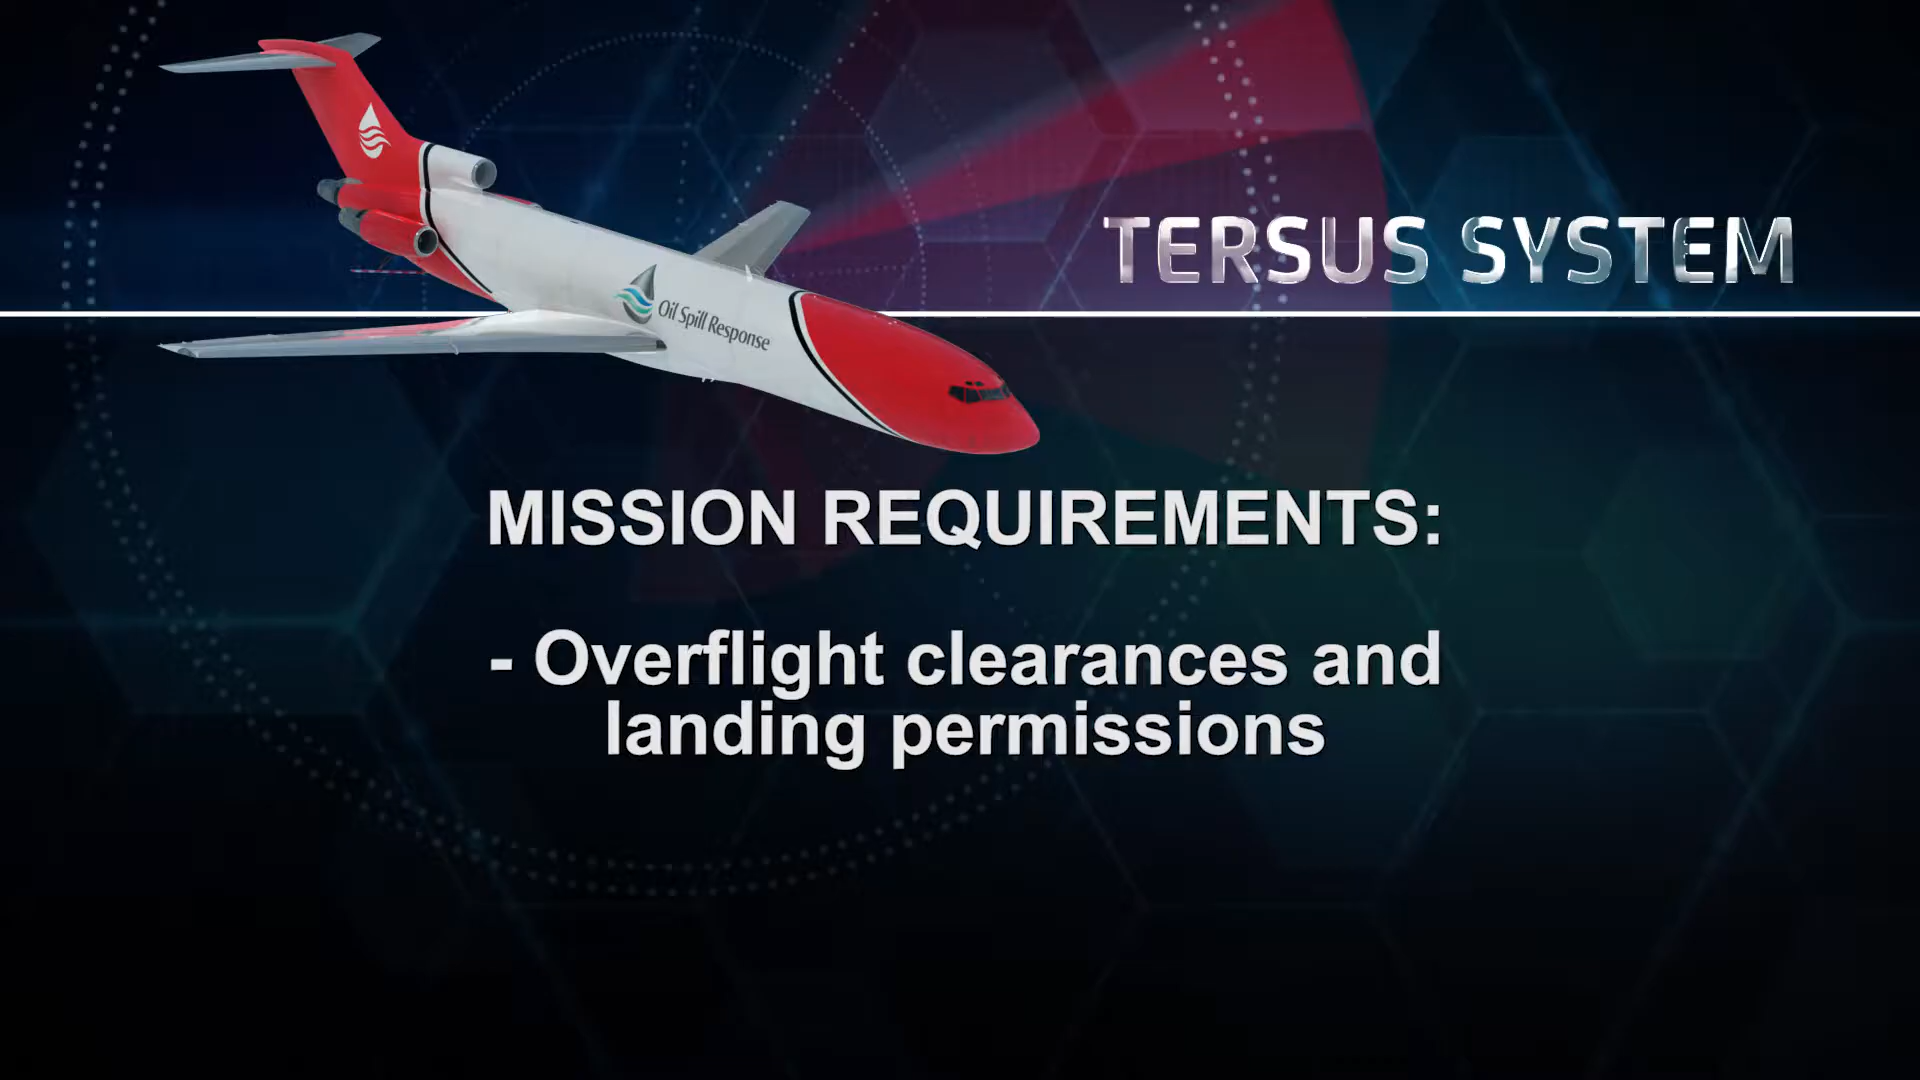 TERSUS SYSTEM
Oil Spill Response
MISSION REQUIREMENTS:
- Overflight clearances and
landing permissions